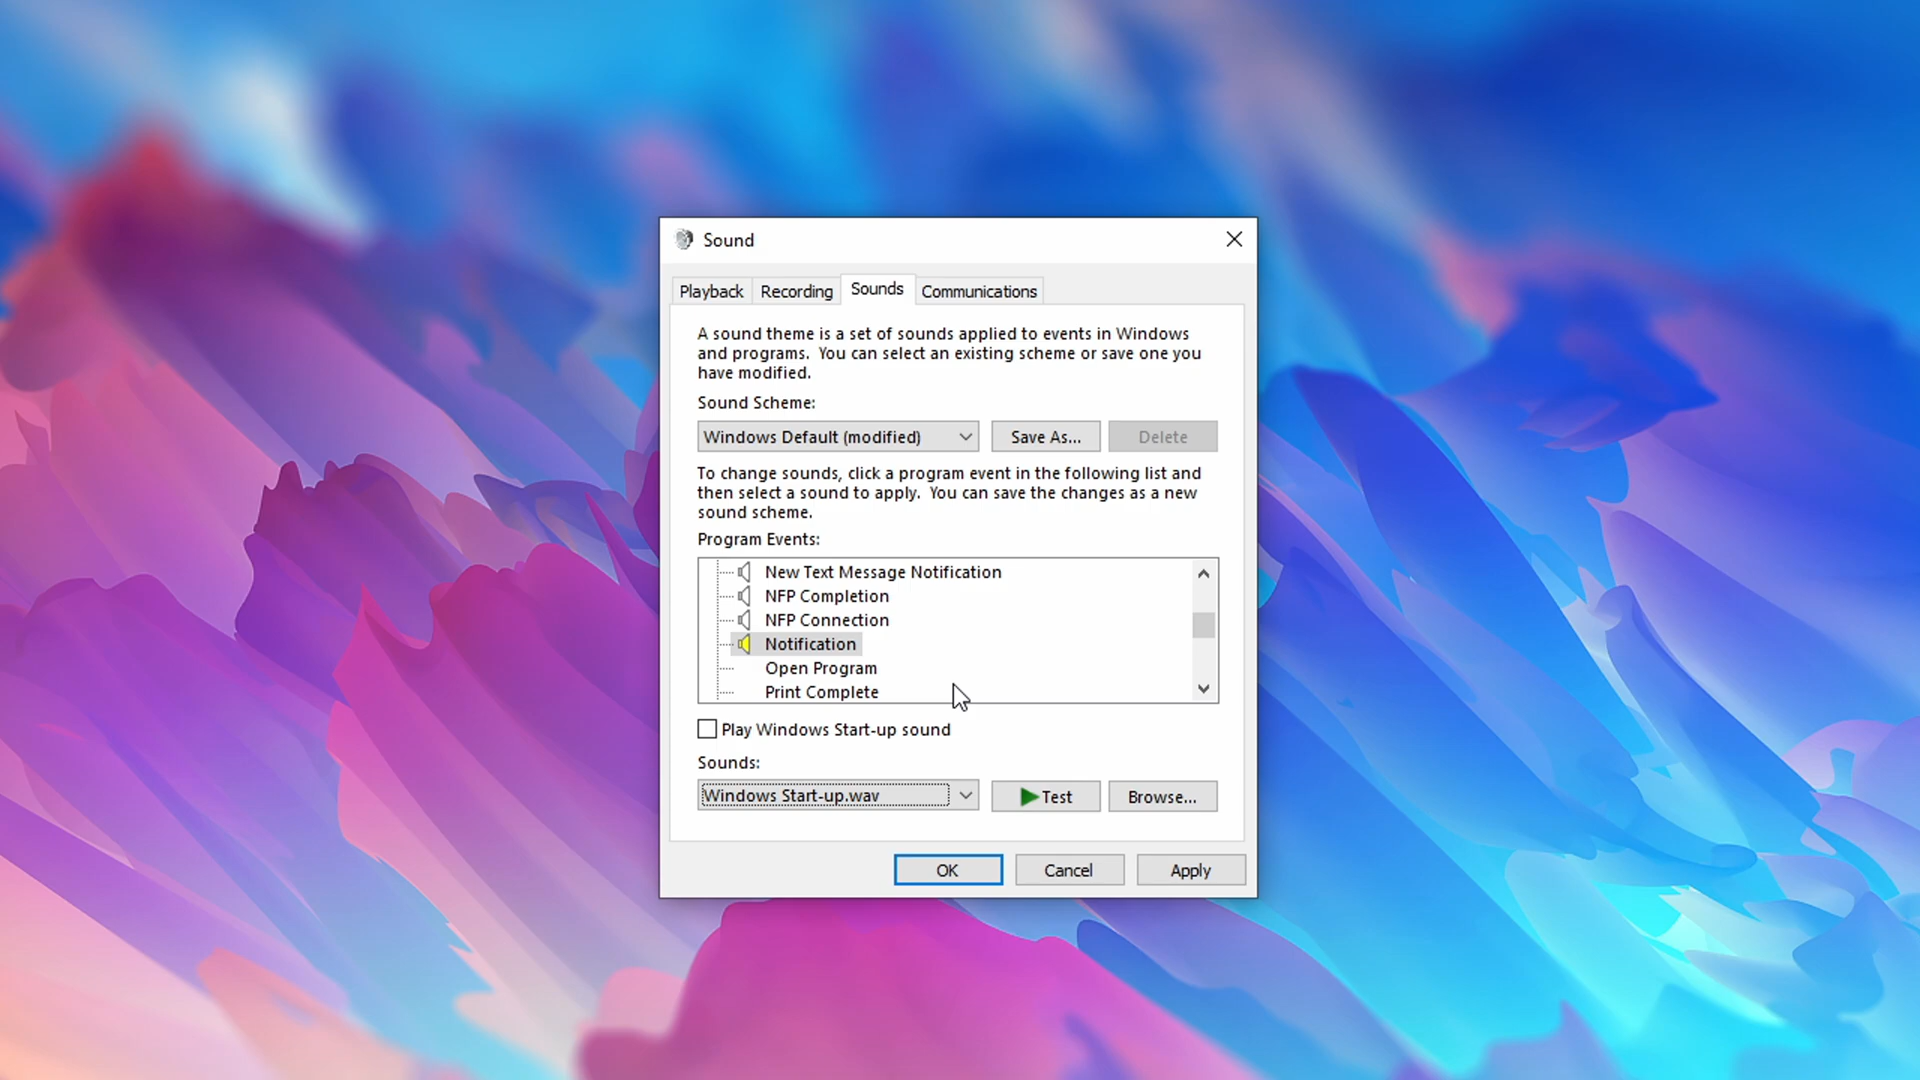 Sound
Playback
Recording
Sounds
Communications
A sound theme is a set of sounds applied to events in Windows
and programs. You can select an existing scheme or save one you
have modified.
Sound Scheme:
Windows Default (modified)
Save As...
Delete
To change sounds, click a program event in the following list and
then select a sound to apply. You can save the changes as a new
sound scheme.
Program Events:
New Text Message Notification
NFP Completion
NFP Connection
Notification
Open Program
Print Complete
Play Windows Start-up sound
Sounds:
Windows Start-up.wav
Test
Browse...
OK
Cancel
Apply